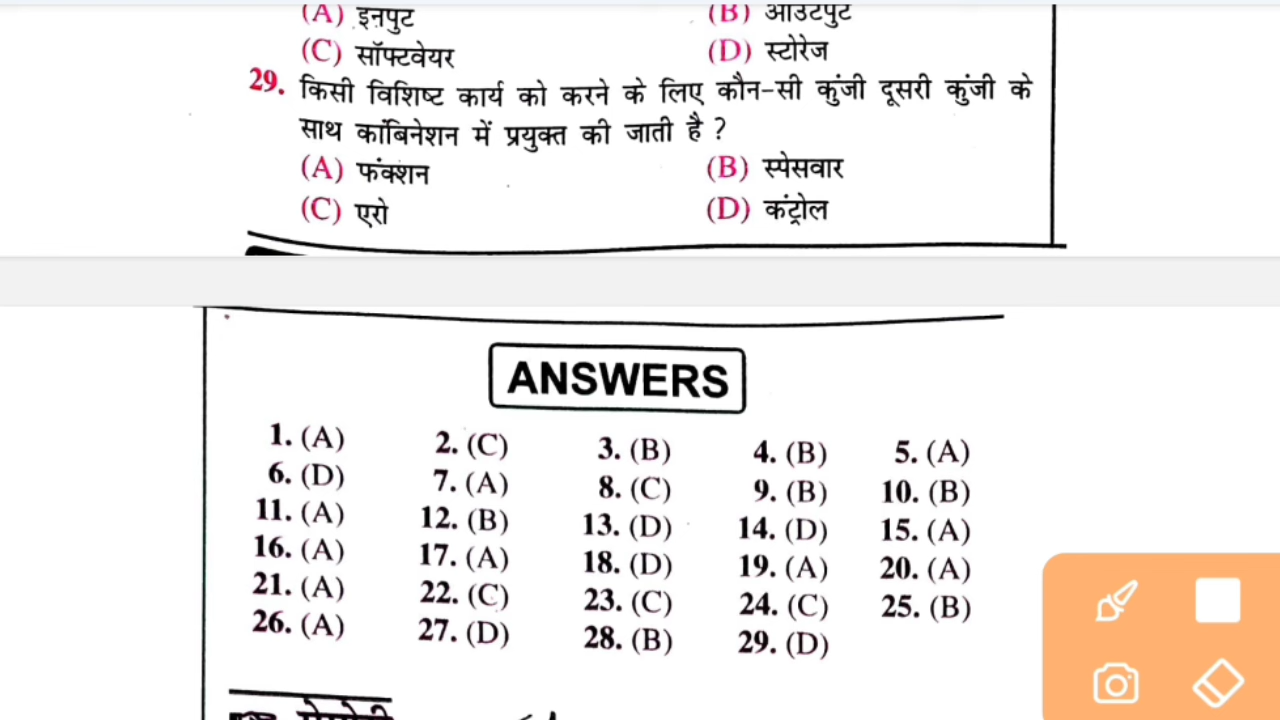 (A) इनपुट (B) आउटपुट
(C) सॉफ्टवेयर (D) स्टोरेज
29. किसी विशिष्ट कार्य को करने के लिए कौन-सी कुंजी दूसरी कुंजी के
साथ कांबिनेशन में प्रयुक्त की जाती है ?
(A) फंक्शन (B) स्पेसवार
(C) एरो (D) कंट्रोल
ANSWERS
1. (A) 2. (C) 3. (B) 4. (B) 5. (A)
6. (D) 7. (A) 8. (C) 9. (B) 10. (B)
11. (A) 12. (B) 13. (D) 14. (D) 15. (A)
16. (A) 17. (A) 18. (D) 19. (A) 20. (A)
21. (A) 22. (C) 23. (C) 24. (C) 25. (B)
26. (A) 27. (D) 28. (B) 29. (D)